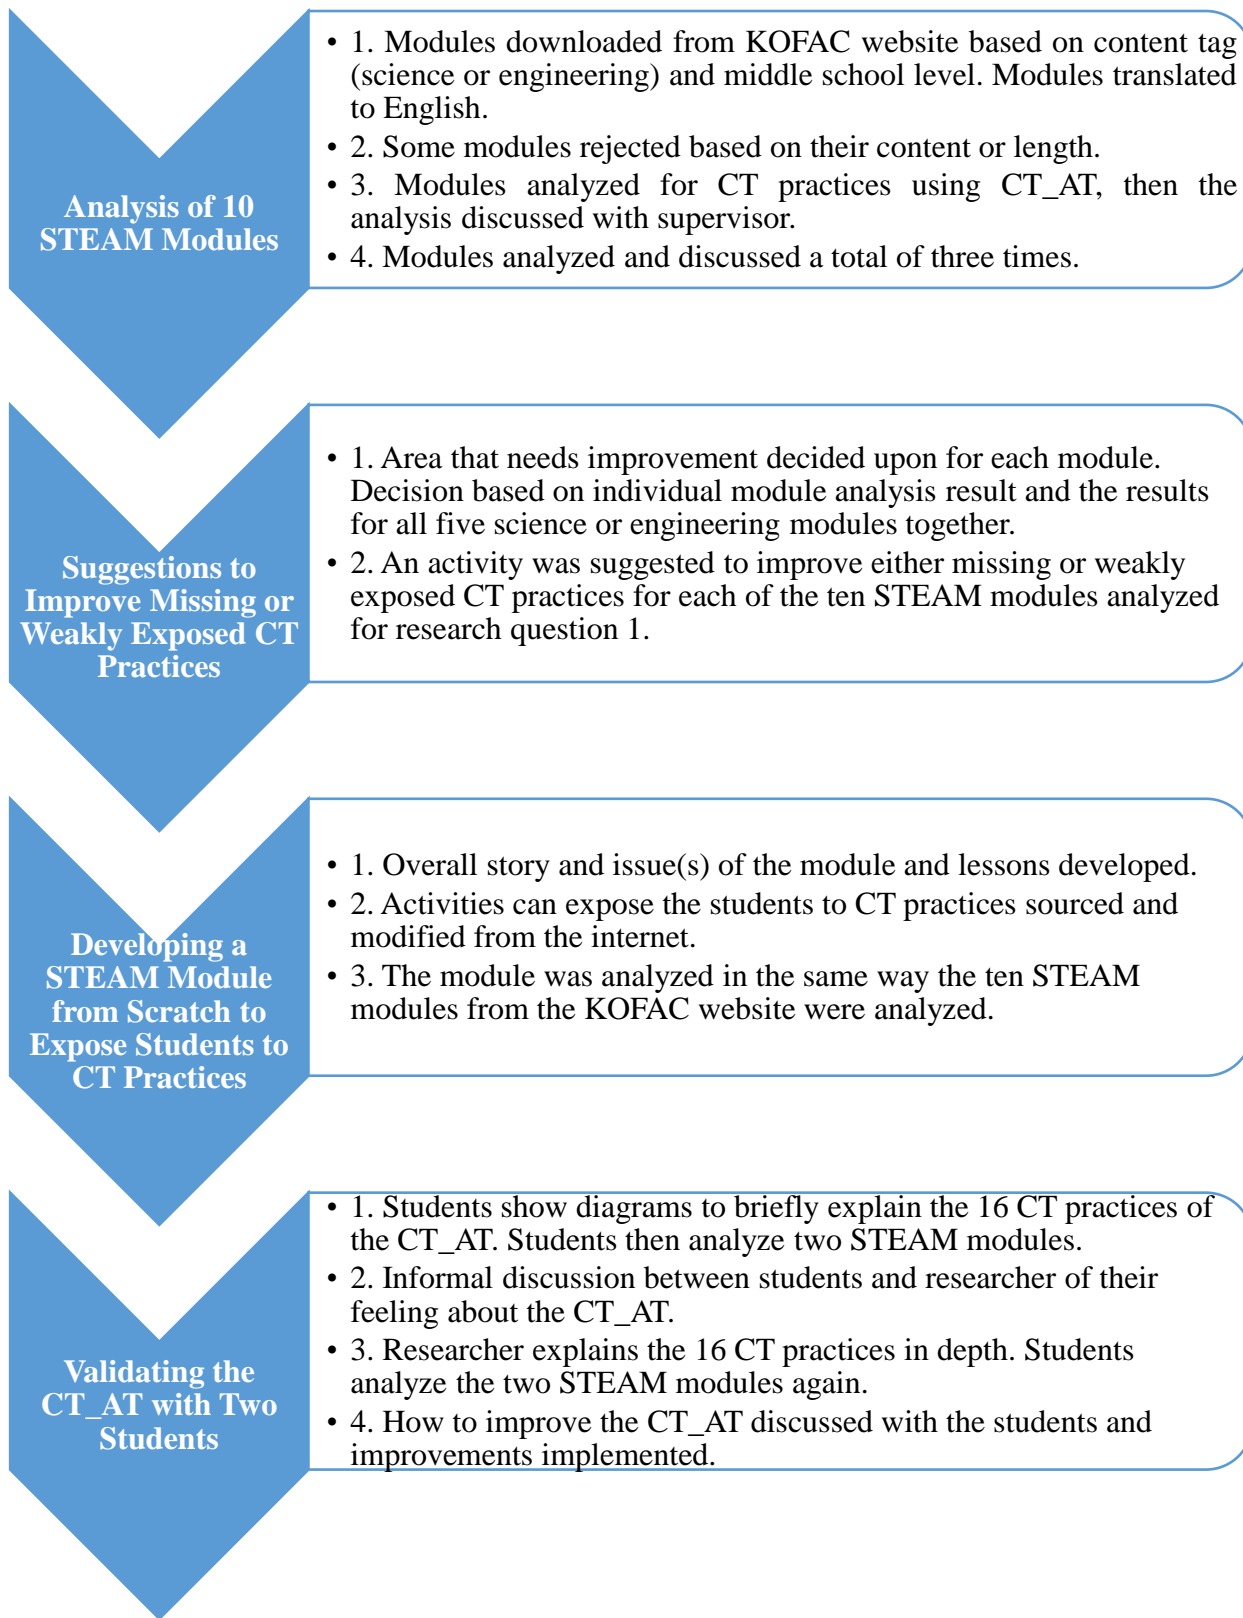 Analysis of 10
STEAM Modules
• 1. Modules downloaded from KOFAC website based on content tag
(science or engineering) and middle school level. Modules translated
to English.
• 2. Some modules rejected based on their content or length.
• 3. Modules analyzed for CT practices using CT_AT, then the
analysis discussed with supervisor.
• 4. Modules analyzed and discussed a total of three times.
Suggestions to
Improve Missing or
Weakly Exposed CT
Practices
• 1. Area that needs improvement decided upon for each module.
Decision based on individual module analysis result and the results
for all five science or engineering modules together.
• 2. An activity was suggested to improve either missing or weakly
exposed CT practices for each of the ten STEAM modules analyzed
for research question 1.
Developing a
STEAM Module
from Scratch to
Expose Students to
CT Practices
• 1. Overall story and issue(s) of the module and lessons developed.
• 2. Activities can expose the students to CT practices sourced and
modified from the internet.
• 3. The module was analyzed in the same way the ten STEAM
modules from the KOFAC website were analyzed.
Validating the
CT_AT with Two
Students
• 1. Students show diagrams to briefly explain the 16 CT practices of
the CT_AT. Students then analyze two STEAM modules.
• 2. Informal discussion between students and researcher of their
feeling about the CT_AT.
• 3. Researcher explains the 16 CT practices in depth. Students
analyze the two STEAM modules again.
• 4. How to improve the CT_AT discussed with the students and
improvements implemented.